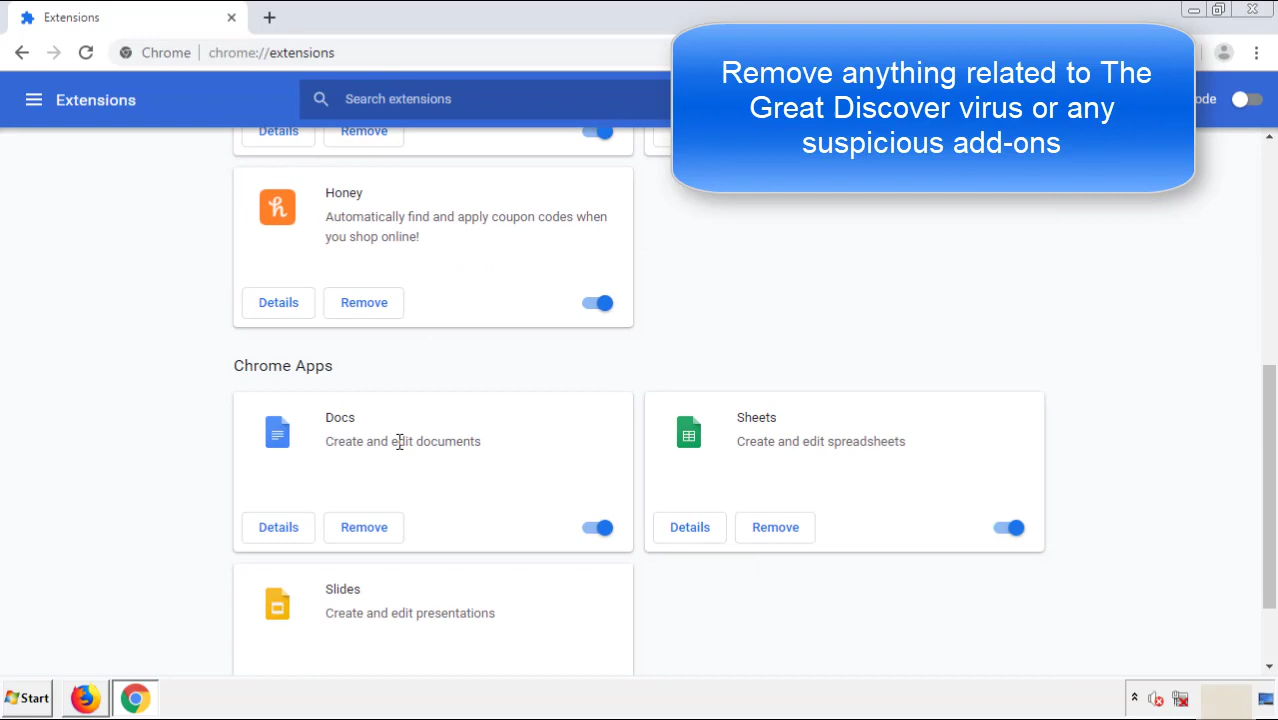 Extensions
Chrome
chrome://extensions
Remove anything related to The
Great Discover virus or any
suspicious add-ons
Extensions
Search extensions
ode
Details
Remove
Honey
Automatically find and apply coupon codes when
you shop online!
Details
Remove
Chrome Apps
Docs
Create and edit documents
Details
Remove
Sheets
Create and edit spreadsheets
Details
Remove
Slides
Create and edit presentations
Start